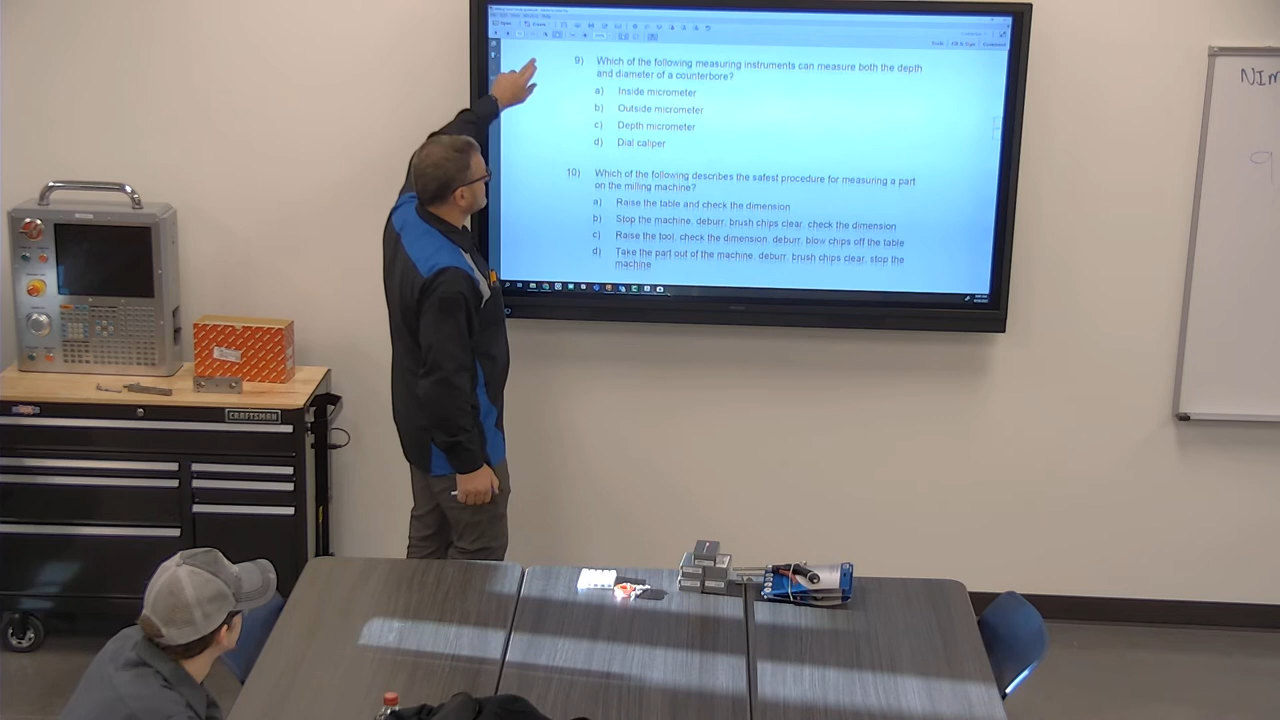 9) Which of the following measuring instruments can measure both the depth
and diameter of a counterbore?
a) Inside micrometer
b) Outside micrometer
c) Depth micrometer
d) Dial caliper
10) Which of the following describes the safest procedure for measuring a part
on the milling machine?
a) Raise the table and check the dimension
b) Stop the machine, deburr, brush chips clear, check the dimension
c) Raise the tool, check the dimension, deburr, blow chips off the table
d) Take the part out of the machine, deburr, brush chips clear, stop the
machine
NIM
9
CRAFTSMAN